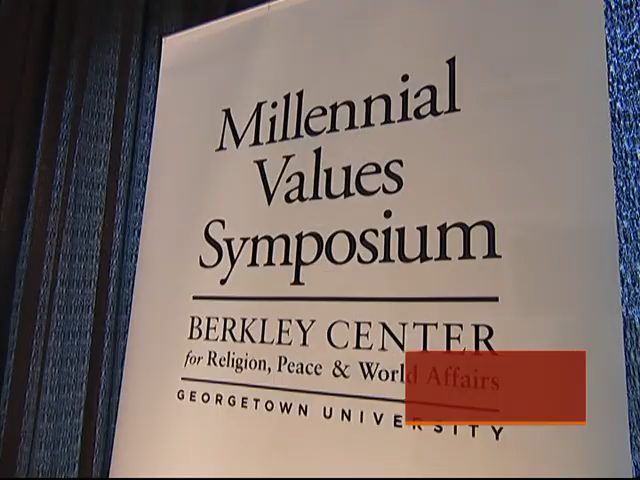 Millennial
Values
Symposium
BERKLEY CENTER
for Religion, Peace & World Affairs
GEORGETOWN UNIVERSITY